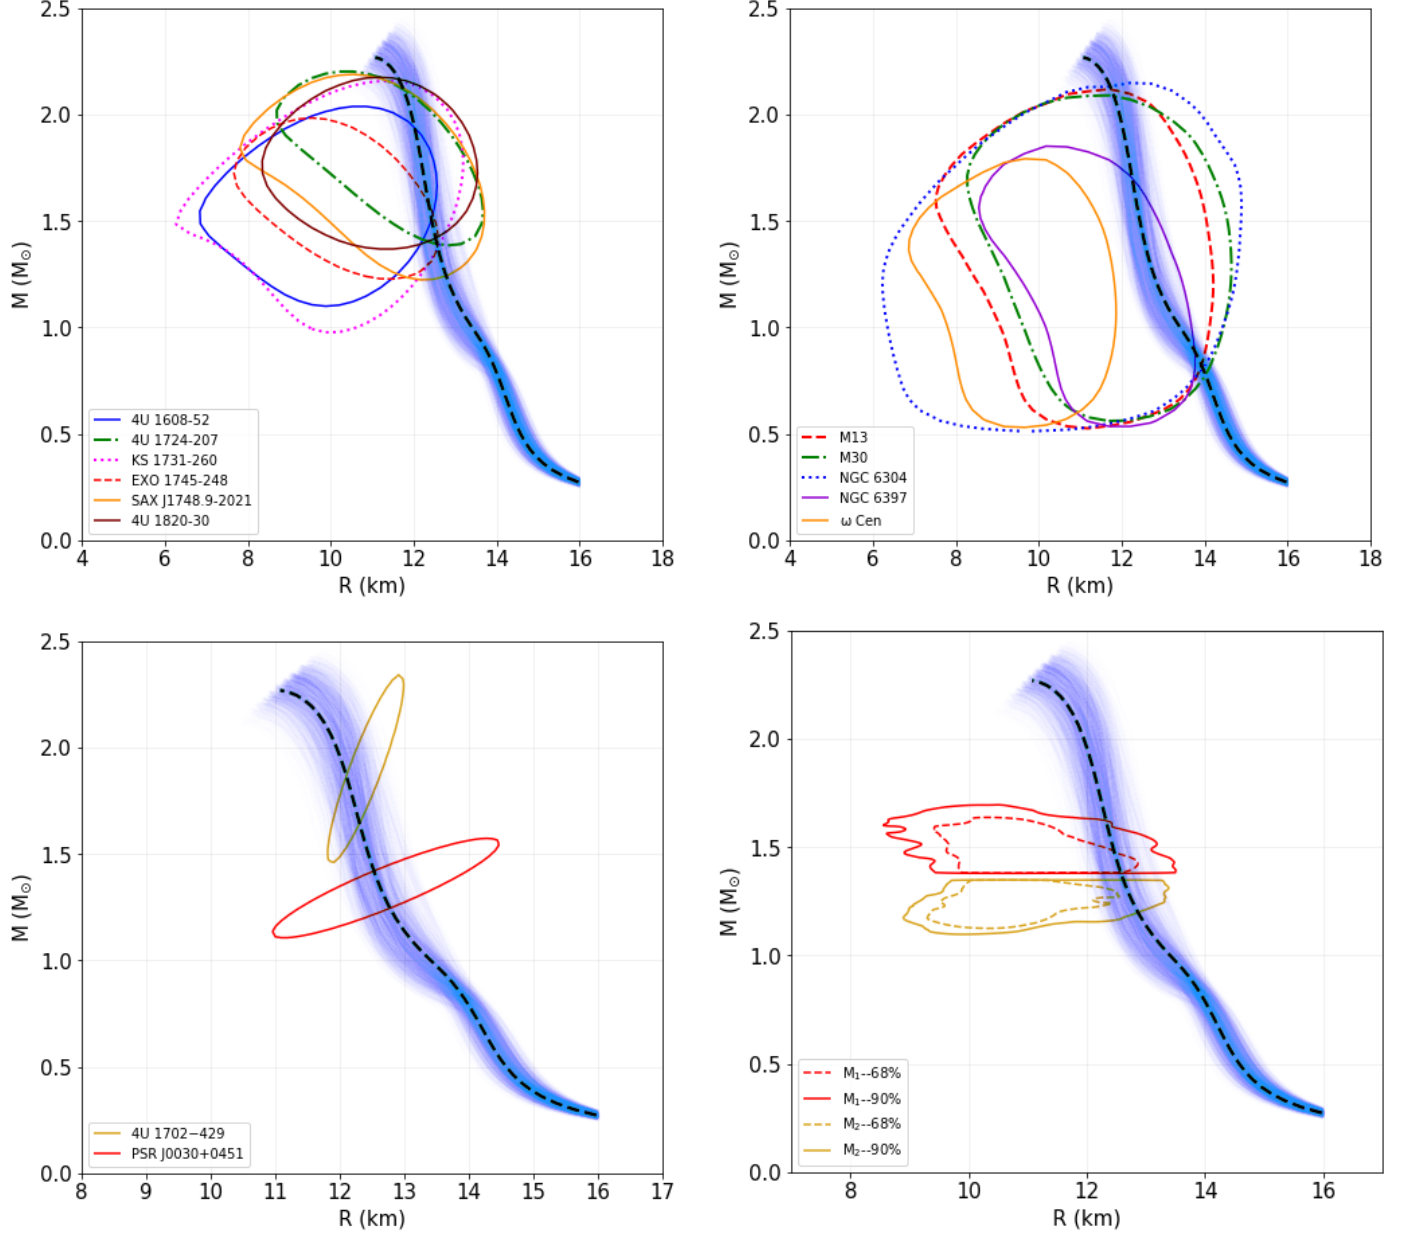 2.5
2.0
1.5
1.0
0.5
0.0
M (M⊙)
4 6 8 10 12 14 16 18
R (km)
4U 1608-52
4U 1724-207
KS 1731-260
EXO 1745-248
SAX J1748.9-2021
4U 1820-30
2.5
2.0
1.5
1.0
0.5
0.0
M (M⊙)
4 6 8 10 12 14 16 18
R (km)
M13
M30
NGC 6304
NGC 6397
ω Cen
2.5
2.0
1.5
1.0
0.5
0.0
M (M⊙)
8 9 10 11 12 13 14 15 16 17
R (km)
4U 1702−429
PSR J0030+0451
2.5
2.0
1.5
1.0
0.5
0.0
M (M⊙)
8 10 12 14 16
R (km)
M₁--68%
M₁--90%
M₂--68%
M₂--90%